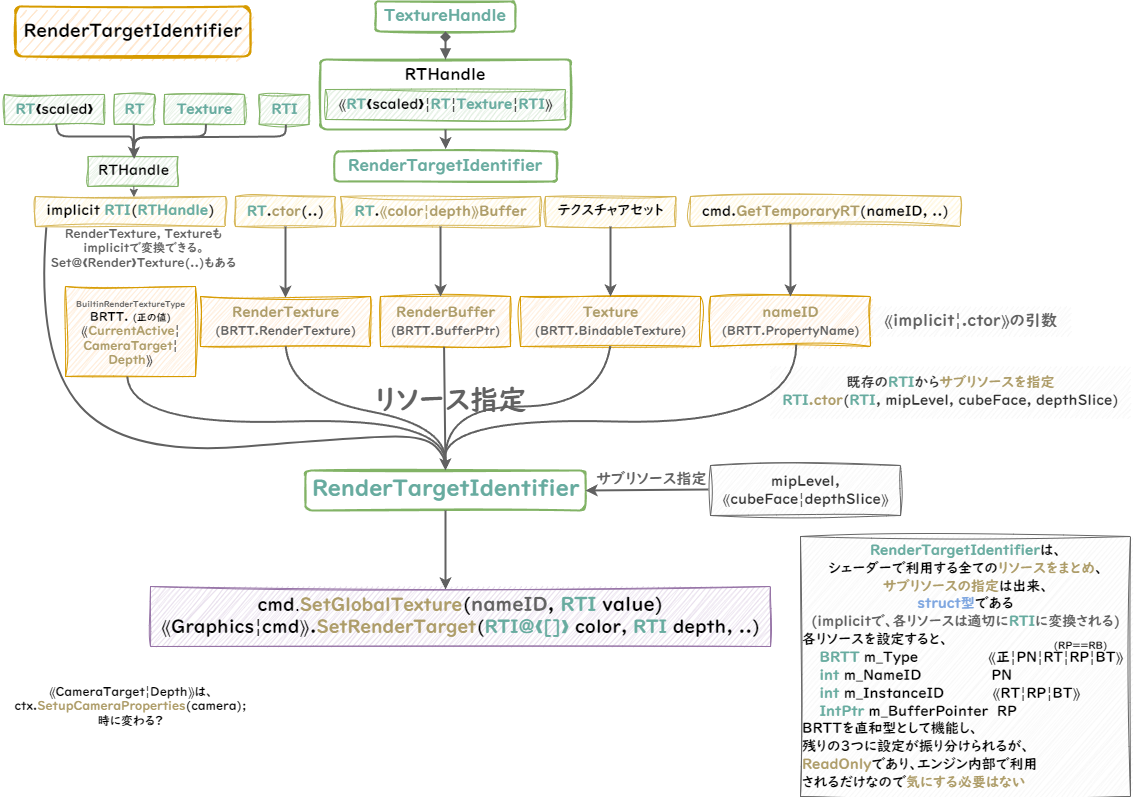 RenderTargetIdentifier
TextureHandle
RTHandle
《RT❰scaled❱¦RT¦Texture¦RTI》
RenderTargetIdentifier
RT❰scaled❱
RT
Texture
RTI
RTHandle
implicit RTI(RTHandle)
RT.ctor(..)
RT.《color¦depth》Buffer
テクスチャアセット
cmd.GetTemporaryRT(nameID, ..)
RenderTexture, Textureも
implicitで変換できる。
Set@❰Render❱Texture(..)もある
BuiltinRenderTextureType
BRTT. (正の値)
《CurrentActive¦
CameraTarget¦
Depth》
RenderTexture
(BRTT.RenderTexture)
RenderBuffer
(BRTT.BufferPtr)
Texture
(BRTT.BindableTexture)
nameID
(BRTT.PropertyName)
《implicit¦.ctor》の引数
リソース指定
既存のRTIからサブリソースを指定
RTI.ctor(RTI, mipLevel, cubeFace, depthSlice)
RenderTargetIdentifier
サブリソース指定
mipLevel,
《cubeFace¦depthSlice》
cmd.SetGlobalTexture(nameID, RTI value)
《Graphics¦cmd》.SetRenderTarget(RTI@❰[]❱ color, RTI depth, ..)
RenderTargetIdentifierは、
シェーダーで利用する全てのリソースをまとめ、
サブリソースの指定は出来、
struct型である
(implicitで、各リソースは適切にRTIに変換される)
各リソースを設定すると、
(RP==RB)
BRTT m_Type 《正¦PN¦RT¦RP¦BT》
int m_NameID PN
int m_InstanceID 《RT¦RP¦BT》
IntPtr m_BufferPointer RP
BRTTを直和型として機能し、
残りの3つに設定が振り分けられるが、
ReadOnlyであり、エンジン内部で利用
されるだけなので気にする必要はない
《CameraTarget¦Depth》は、
ctx.SetupCameraProperties(camera);
時に変わる?